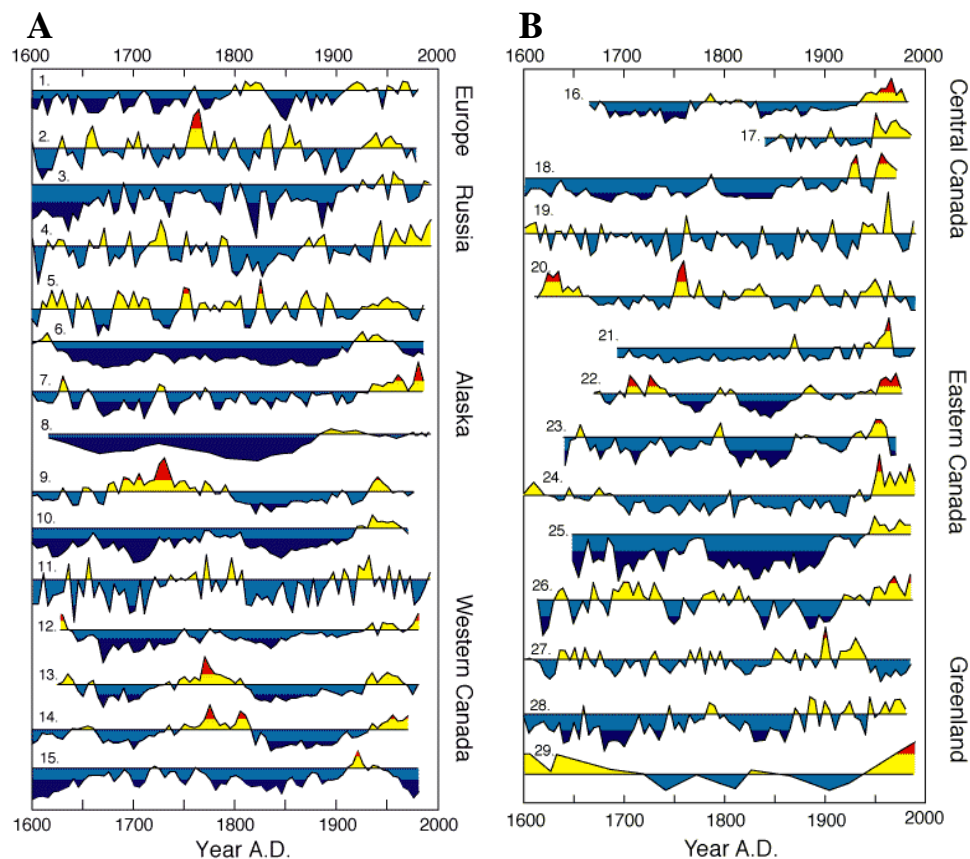 A
1600 1700 1800 1900 2000
1.
2.
3.
4.
5.
6.
7.
8.
9.
10.
11.
12.
13.
14.
15.
Europe
Russia
Alaska
Western Canada
1600 1700 1800 1900 2000
Year A.D.
B
1600 1700 1800 1900 2000
16.
17.
18.
19.
20.
21.
22.
23.
24.
25.
26.
27.
28.
29.
Central Canada
Eastern Canada
Greenland
1600 1700 1800 1900 2000
Year A.D.